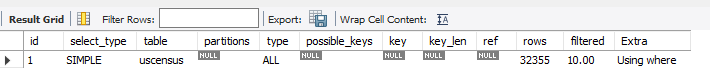 Result Grid Filter Rows: Export: Wrap Cell Content:
id select_type table partitions type possible_keys key key_len ref rows filtered Extra
1 SIMPLE uscensus NULL ALL NULL NULL NULL NULL 32355 10.00 Using where